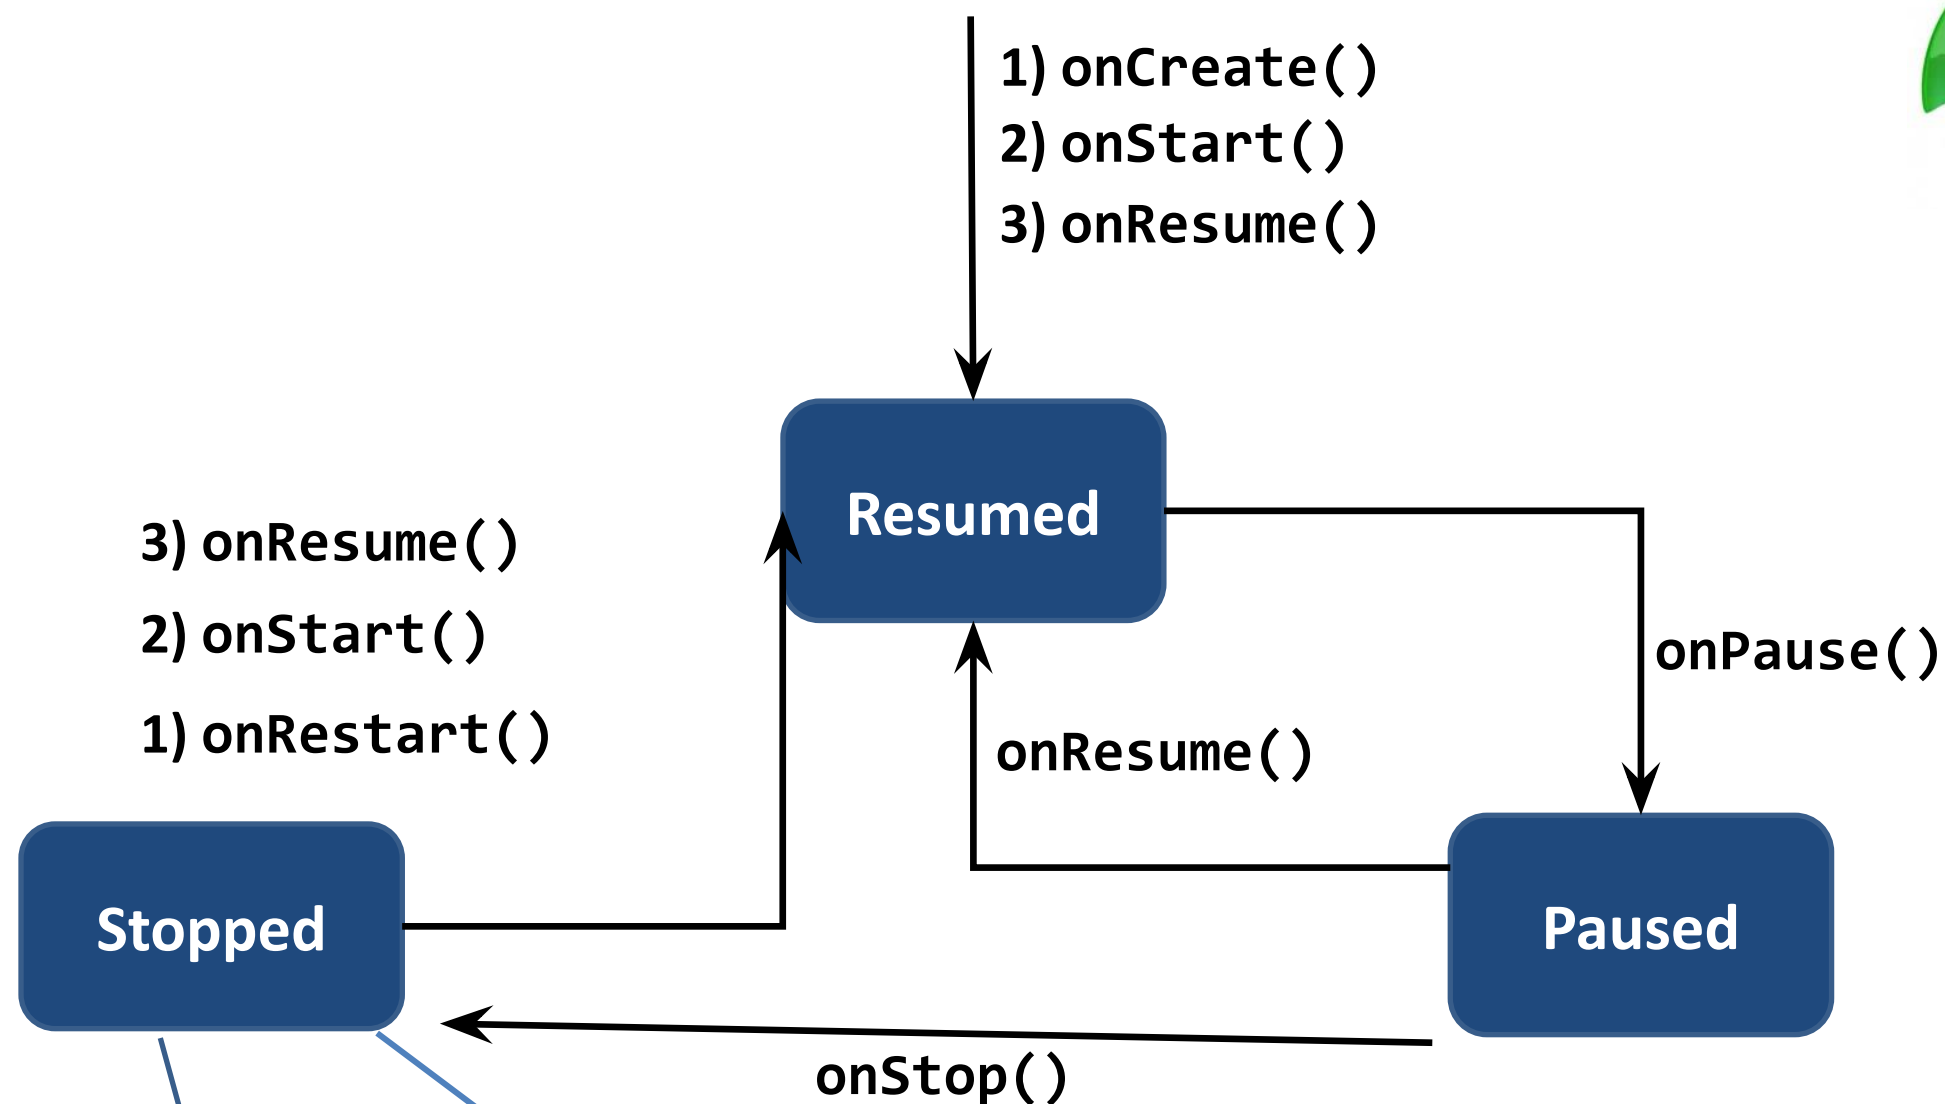 1) onCreate()
2) onStart()
3) onResume()
Resumed
3) onResume()
2) onStart()
1) onRestart()
onPause()
onResume()
Stopped
Paused
onStop()